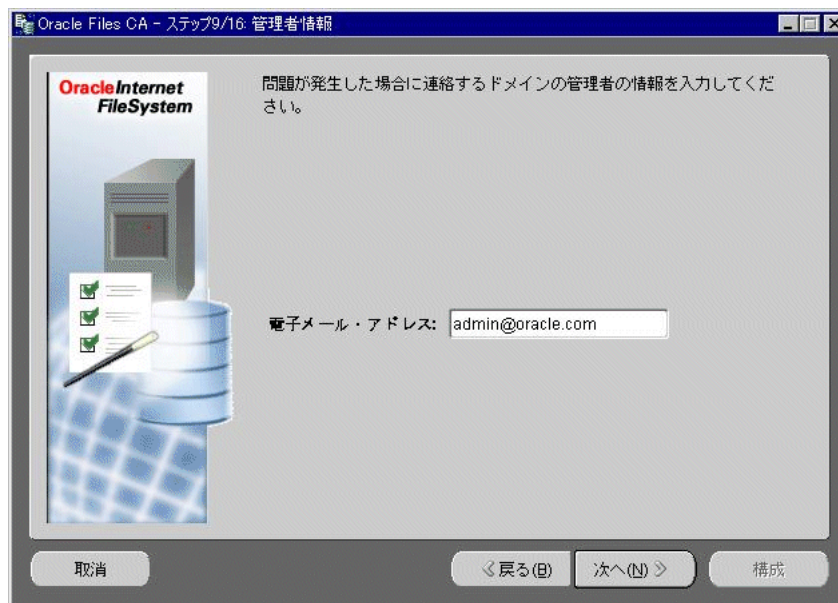 Oracle Files CA - ステップ9/16: 管理者情報
OracleInternet
FileSystem
問題が発生した場合に連絡するドメインの管理者の情報を入力してくだ
さい。
電子メール・アドレス: admin@oracle.com
取消
≪戻る(B)
次へ(N)≫
構成